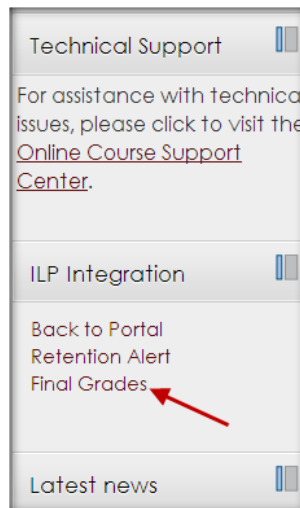 Technical Support
For assistance with technica
issues, please click to visit the
Online Course Support
Center.
ILP Integration
Back to Portal
Retention Alert
Final Grades
Latest news